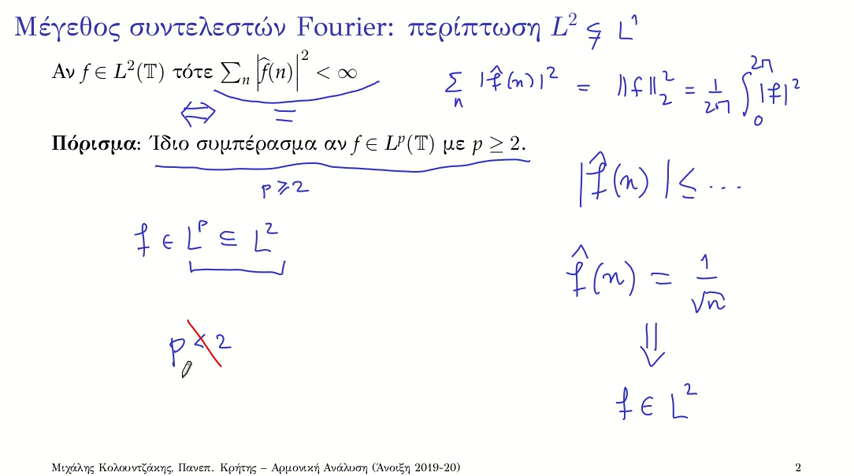 Μέγεθος συντελεστών Fourier: περίπτωση L² ⊊ L¹
Αν f ∈ L²(𝕋) τότε ∑ₙ |f̂(n)|² < ∞
∑ₙ |f̂(n)|² = ‖f‖₂² = 1/2π ∫₀^{2π} |f|²
⇔ =
Πόρισμα: Ίδιο συμπέρασμα αν f ∈ Lᵖ(𝕋) με p ≥ 2.
p ≥ 2
|f̂(n)| ≤ ...
f ∈ Lᵖ ⊆ L²
f̂(n) = 1/√n
⇓
p < 2
f ∈ L²
Μιχάλης Κολουντζάκης, Πανεπ. Κρήτης – Αρμονική Ανάλυση (Άνοιξη 2019-20)
2